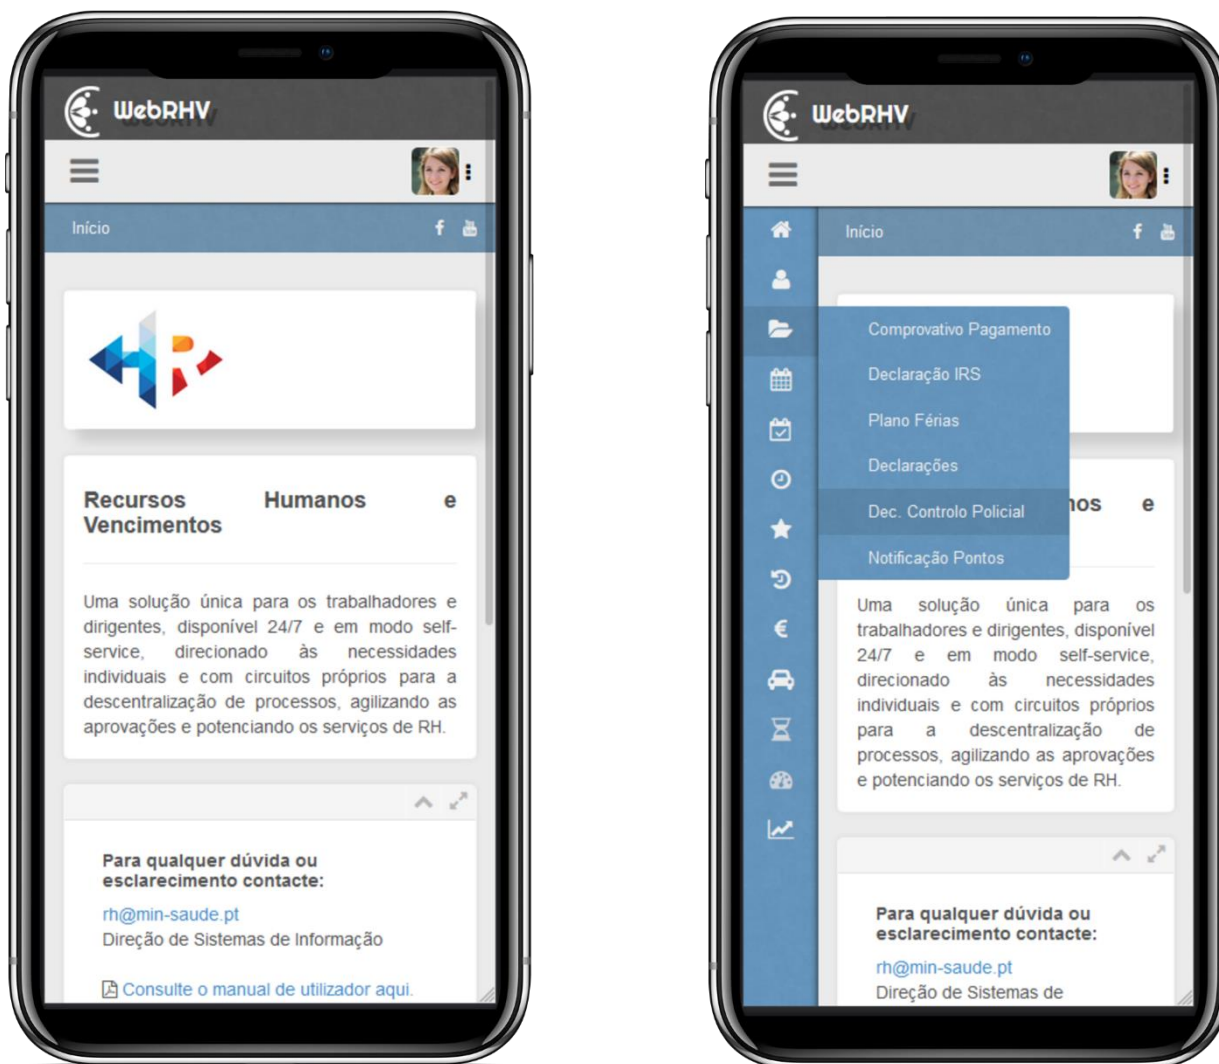 WebRHV
Início
Recursos Humanos e
Vencimentos
Uma solução única para os trabalhadores e
dirigentes, disponível 24/7 e em modo self-
service, direcionado às necessidades
individuais e com circuitos próprios para a
descentralização de processos, agilizando as
aprovações e potenciando os serviços de RH.
Para qualquer dúvida ou
esclarecimento contacte:
rh@min-saude.pt
Direção de Sistemas de Informação
Consulte o manual de utilizador aqui.
WebRHV
Início
Comprovativo Pagamento
Declaração IRS
Plano Férias
Declarações
Dec. Controlo Policial
nos e
Notificação Pontos
Uma solução única para os
trabalhadores e dirigentes, disponível
24/7 e em modo self-service,
direcionado às necessidades
individuais e com circuitos próprios
para a descentralização de
processos, agilizando as aprovações
e potenciando os serviços de RH.
Para qualquer dúvida ou
esclarecimento contacte:
rh@min-saude.pt
Direção de Sistemas de